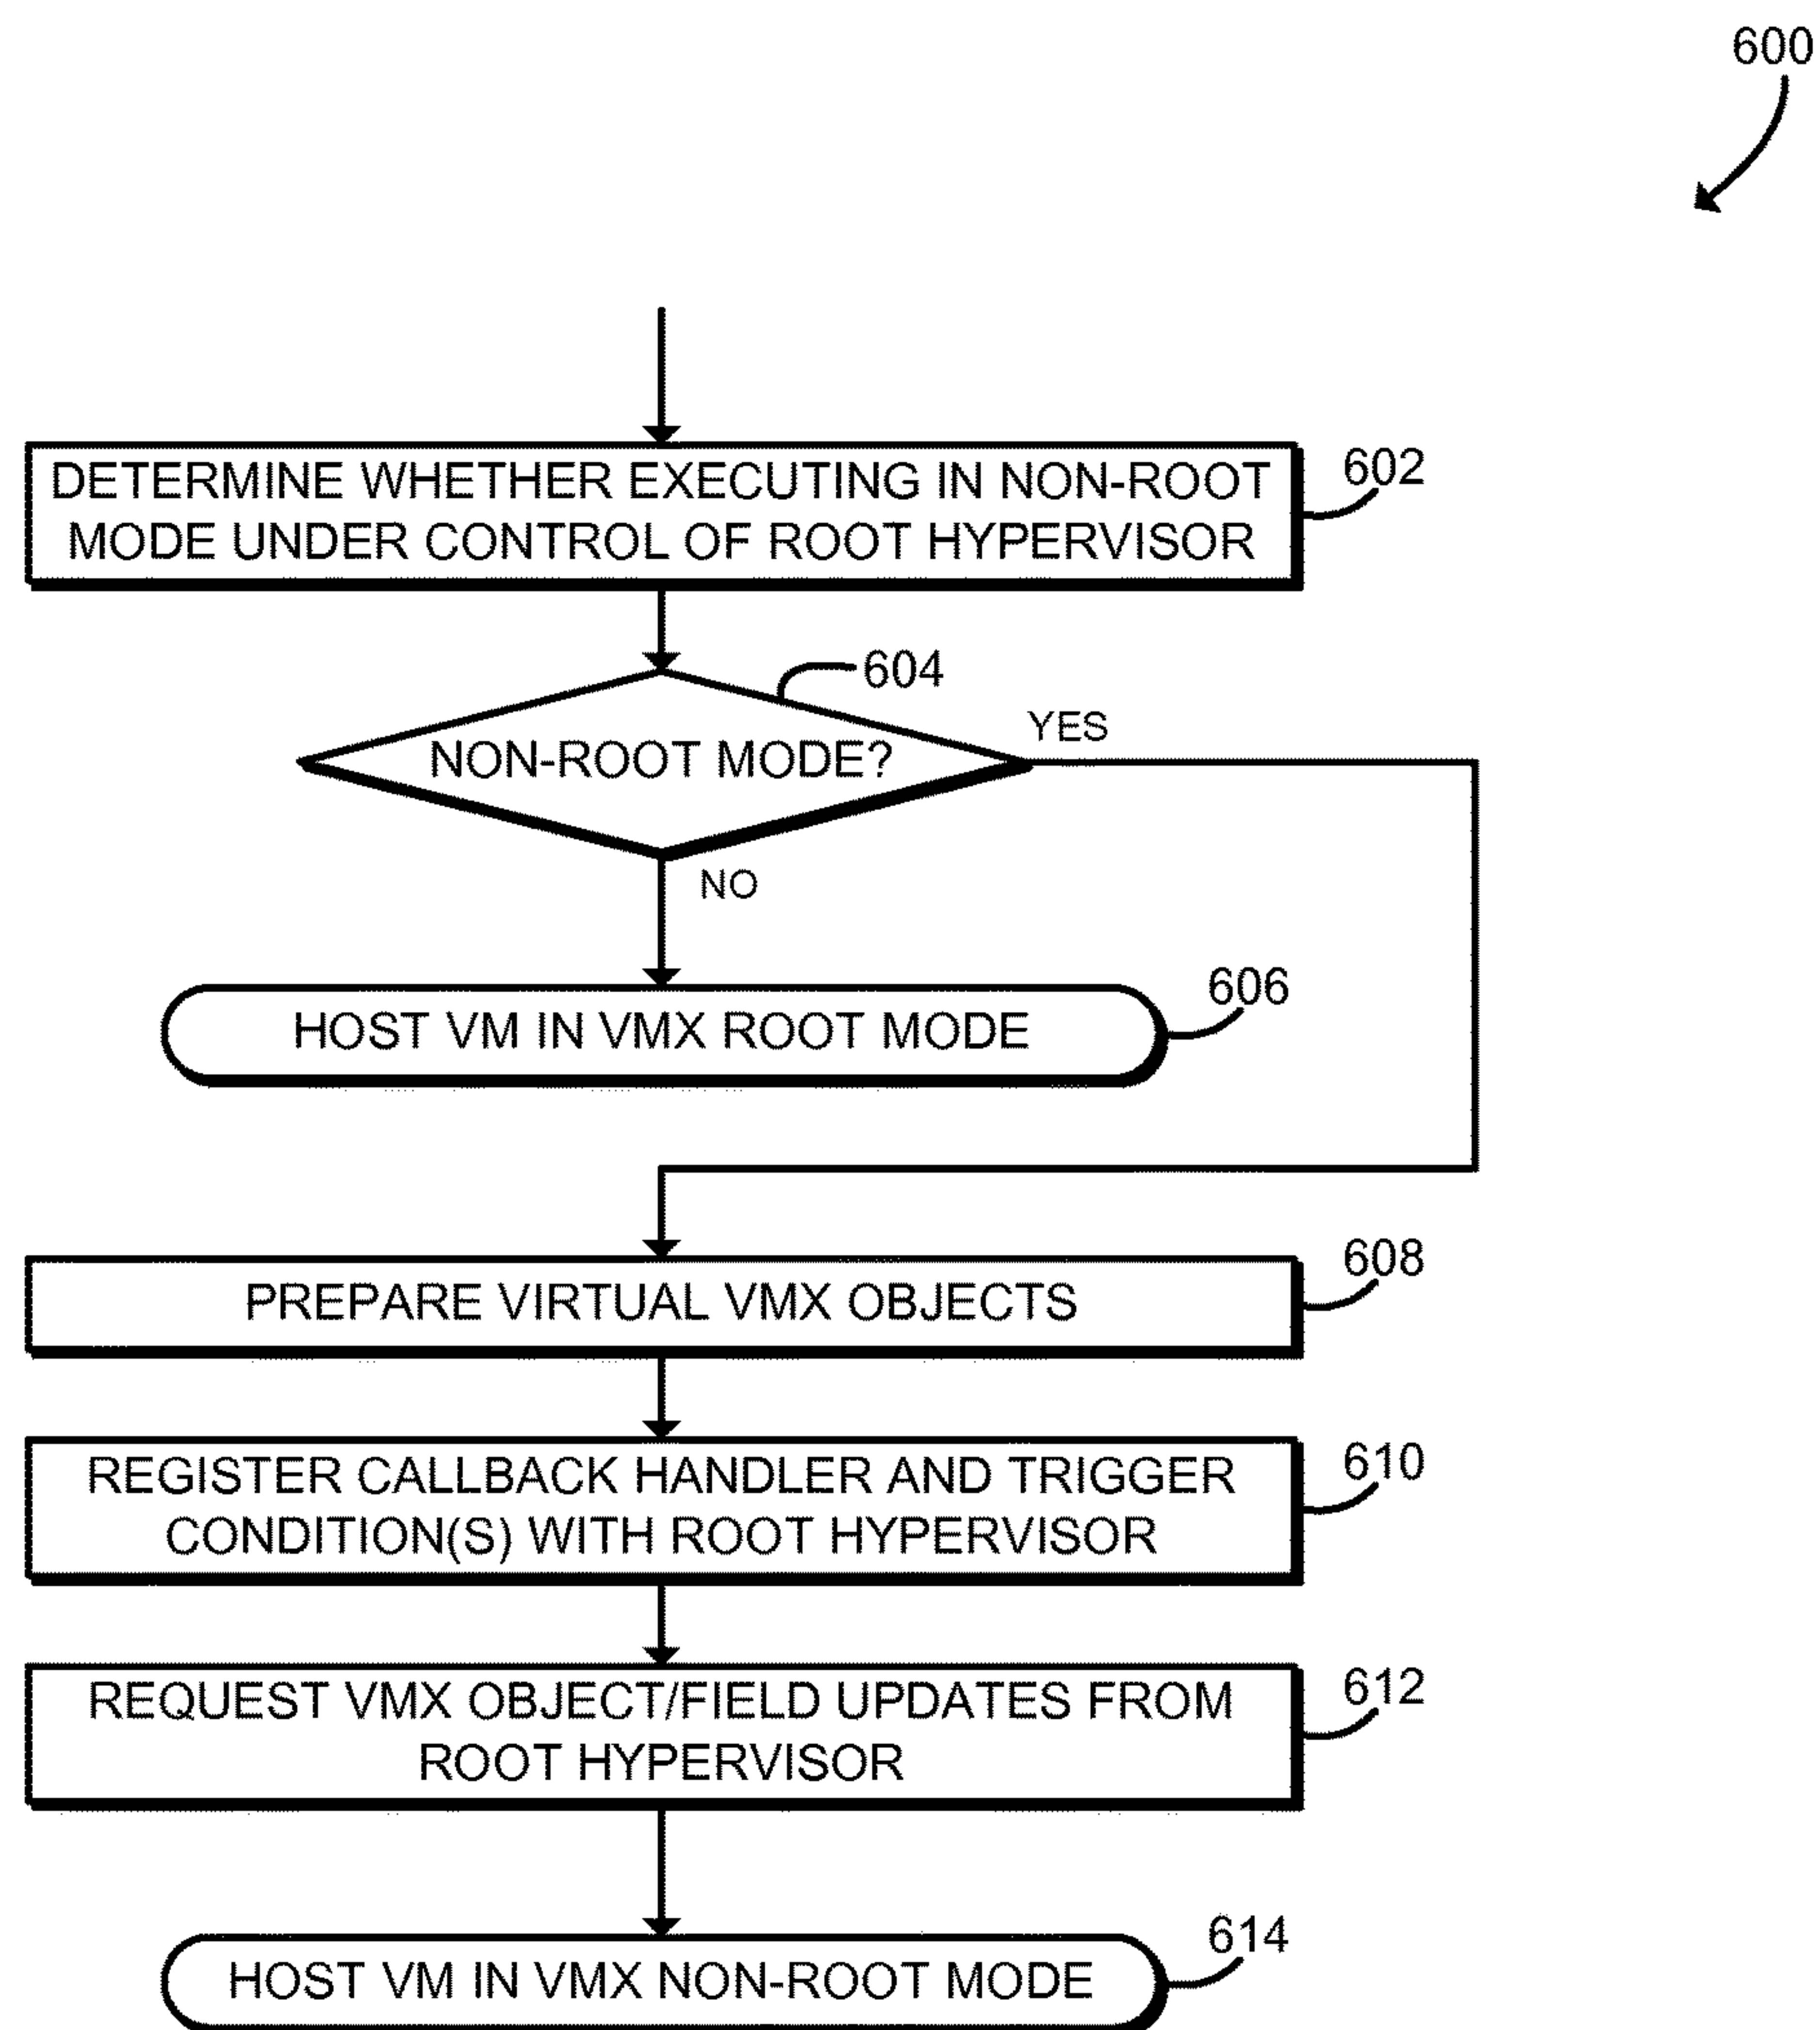 600
DETERMINE WHETHER EXECUTING IN NON-ROOT
MODE UNDER CONTROL OF ROOT HYPERVISOR
602
604
NON-ROOT MODE?
YES
NO
HOST VM IN VMX ROOT MODE
606
PREPARE VIRTUAL VMX OBJECTS
608
REGISTER CALLBACK HANDLER AND TRIGGER
CONDITION(S) WITH ROOT HYPERVISOR
610
REQUEST VMX OBJECT/FIELD UPDATES FROM
ROOT HYPERVISOR
612
HOST VM IN VMX NON-ROOT MODE
614